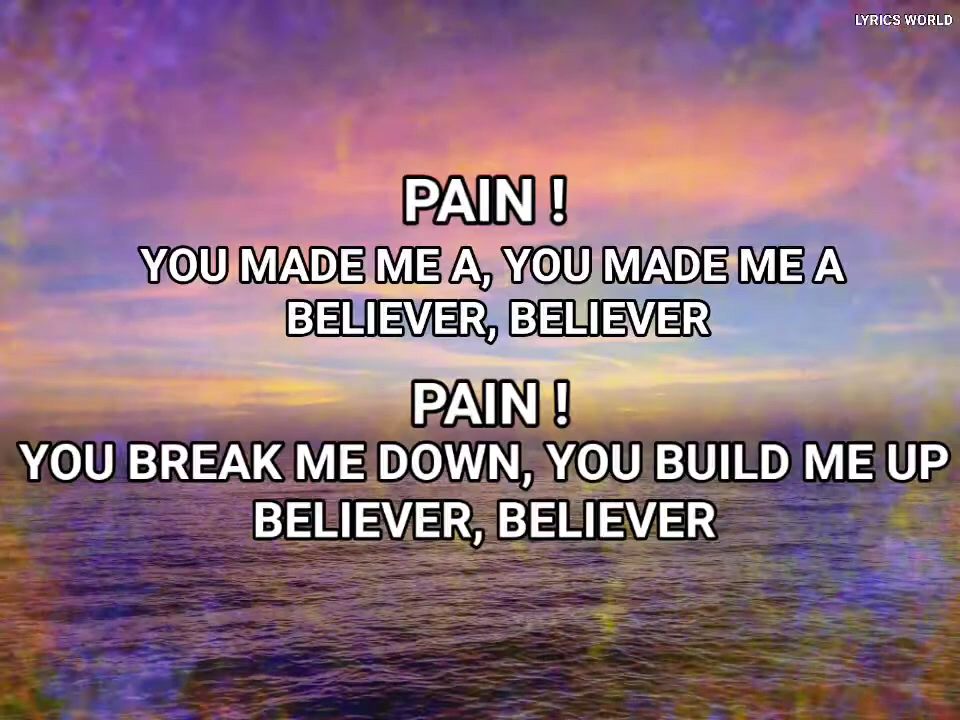 LYRICS WORLD
PAIN !
YOU MADE ME A, YOU MADE ME A
BELIEVER, BELIEVER
PAIN !
YOU BREAK ME DOWN, YOU BUILD ME UP
BELIEVER, BELIEVER